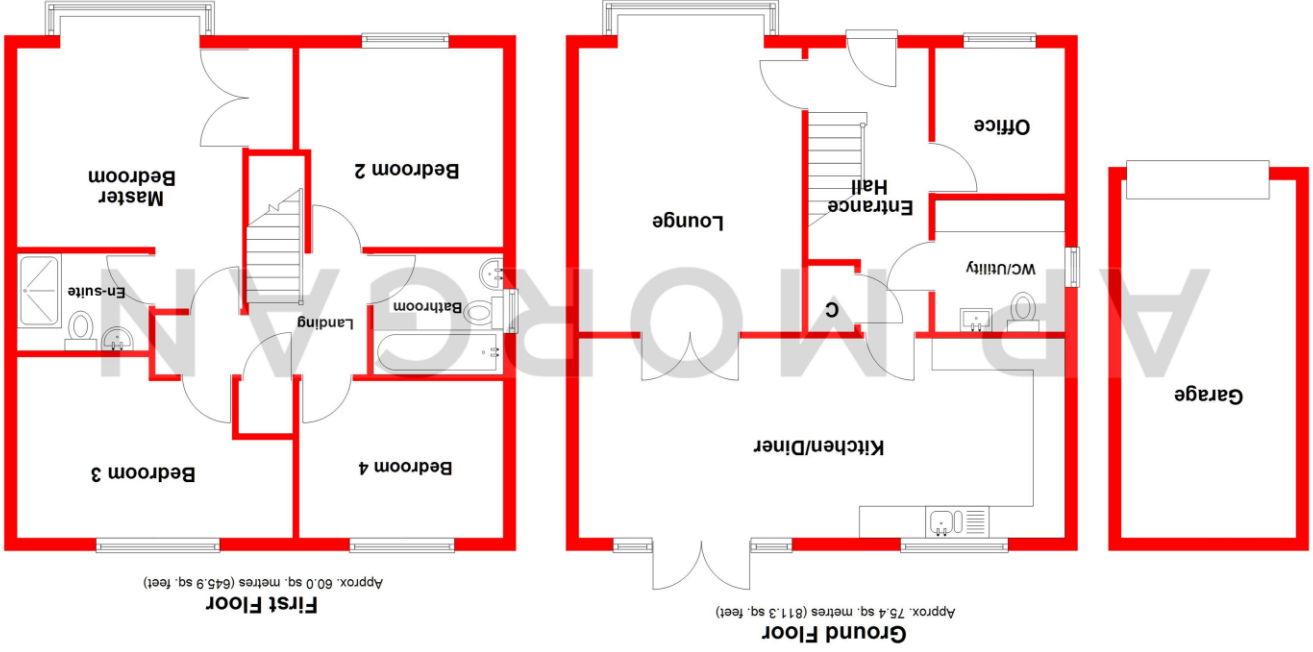 Ground Floor
Approx. 75.4 sq. metres (811.3 sq. feet)
Kitchen/Diner
Garage
C
WC/Utility
Lounge
Entrance
Hall
Office
First Floor
Approx. 60.0 sq. metres (645.9 sq. feet)
Bedroom 4
Bedroom 3
Landing
Bathroom
En-suite
Master
Bedroom
Bedroom 2
AP MORGAN